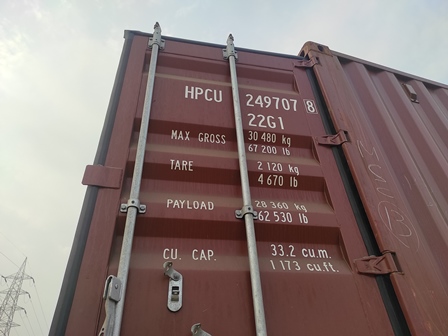 HPCU 249707 8
22G1
MAX GROSS 30 480 kg
67 200 lb
TARE 2 120 kg
4 670 lb
PAYLOAD 28 360 kg
62 530 lb
CU. CAP. 33.2 cu.m.
1 173 cu.ft.